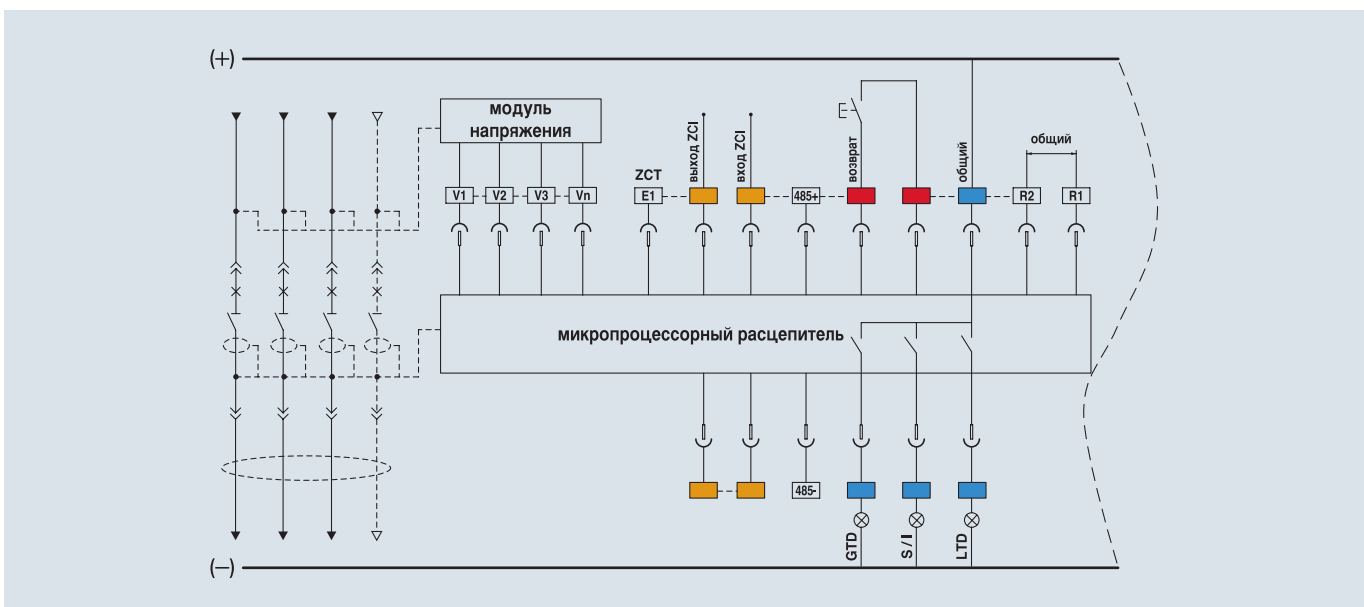 (+)
модуль
напряжения
выход ZCI
вход ZCI
возврат
общий
общий
ZCT
V1
V2
V3
Vn
E1
485+
R2
R1
микропроцессорный расцепитель
485-
GTD
S/I
LTD
(–)